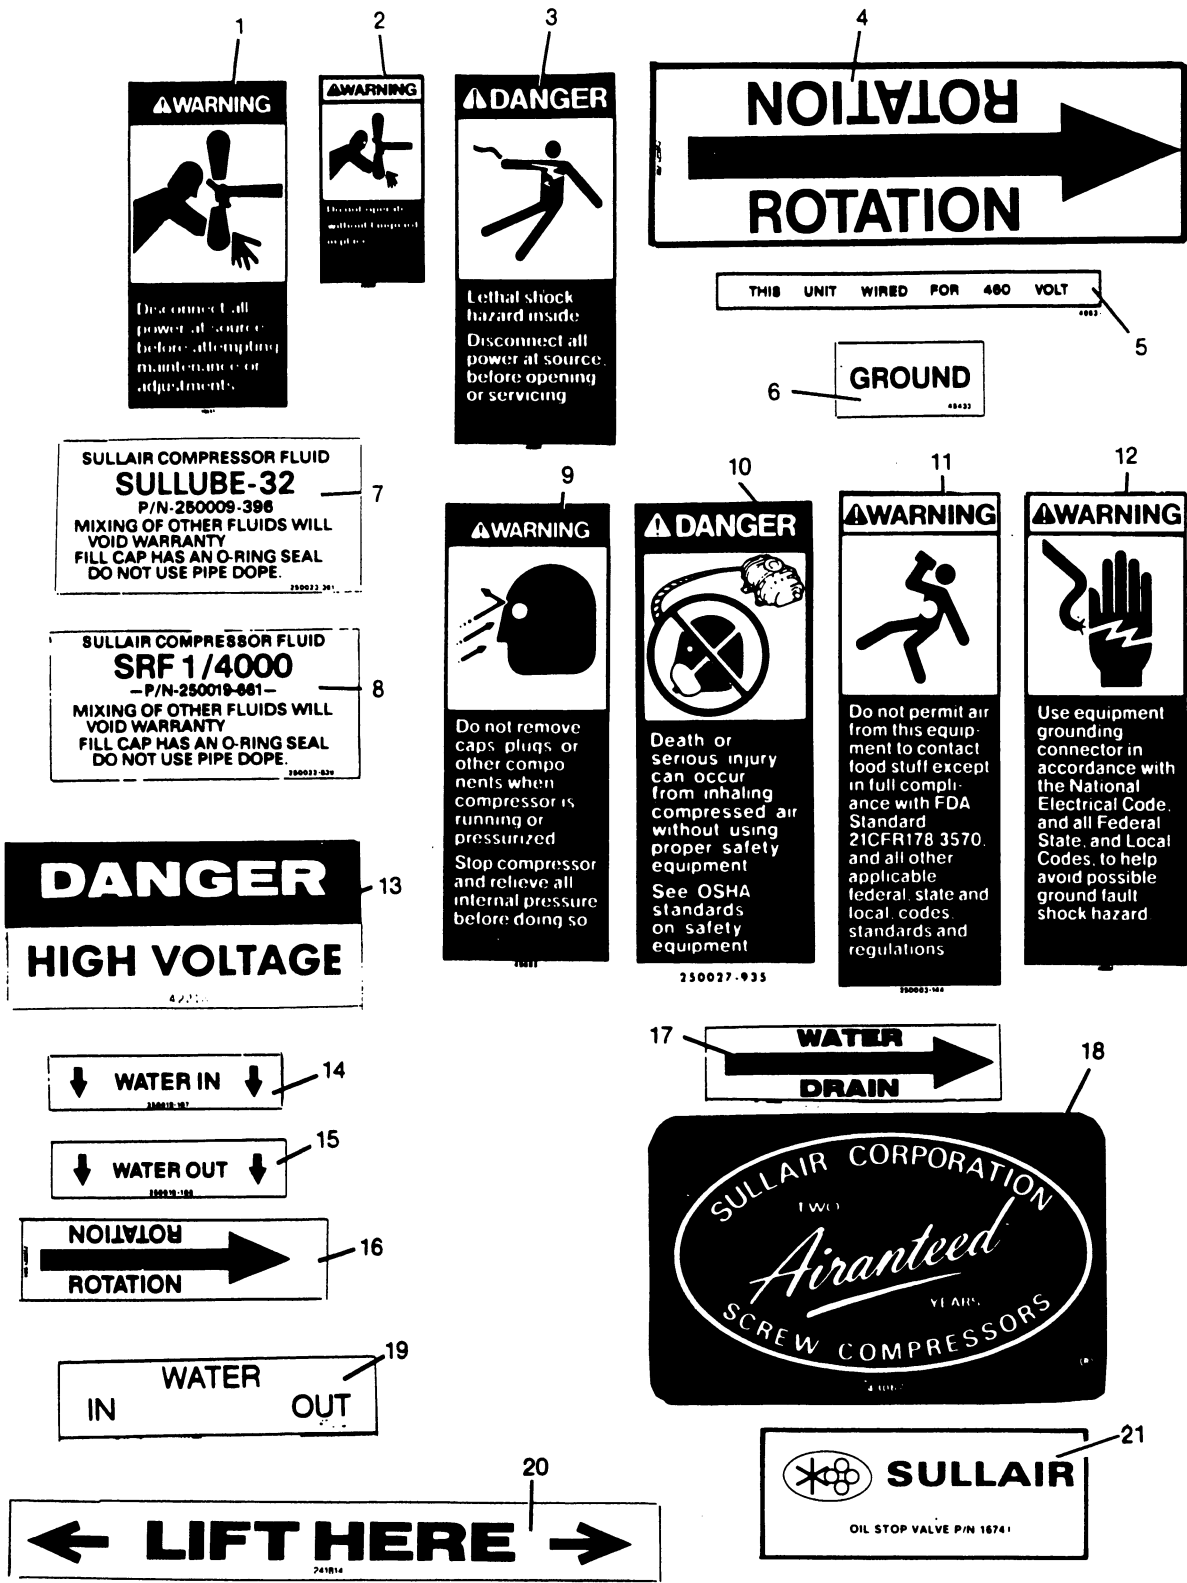 1
⚠WARNING
Disconnect all
power at source
before attempting
maintenance or
adjustments
2
⚠WARNING
Do not operate
without
in place
3
⚠DANGER
Lethal shock
hazard inside
Disconnect all
power at source,
before opening
or servicing
4
ROTATION
ROTATION
THIS UNIT WIRED FOR 460 VOLT
5
6
GROUND
45433
7
SULLAIR COMPRESSOR FLUID
SULLUBE-32
P/N-250009-396
MIXING OF OTHER FLUIDS WILL
VOID WARRANTY
FILL CAP HAS AN O-RING SEAL
DO NOT USE PIPE DOPE.
8
SULLAIR COMPRESSOR FLUID
SRF 1/4000
-P/N-250019-661-
MIXING OF OTHER FLUIDS WILL
VOID WARRANTY
FILL CAP HAS AN O-RING SEAL
DO NOT USE PIPE DOPE.
9
⚠WARNING
Do not remove
caps plugs or
other compo
nents when
compressor is
running or
pressurized
Stop compressor
and relieve all
internal pressure
before doing so
10
⚠DANGER
Death or
serious injury
can occur
from inhaling
compressed air
without using
proper safety
equipment
See OSHA
standards
on safety
equipment
250027-935
11
⚠WARNING
Do not permit air
from this equip-
ment to contact
food stuff except
in full compli-
ance with FDA
Standard
21CFR178 3570,
and all other
applicable
federal, state and
local, codes,
standards and
regulations
12
⚠WARNING
Use equipment
grounding
connector in
accordance with
the National
Electrical Code,
and all Federal
State, and Local
Codes, to help
avoid possible
ground fault
shock hazard
13
DANGER
HIGH VOLTAGE
14
WATER IN
15
WATER OUT
16
ROTATION
ROTATION
17
WATER
DRAIN
18
SULLAIR CORPORATION
TWO
Airanteed
YEARS
SCREW COMPRESSORS
(R)
19
WATER
IN OUT
20
LIFT HERE
241814
21
SULLAIR
OIL STOP VALVE P/N 16741